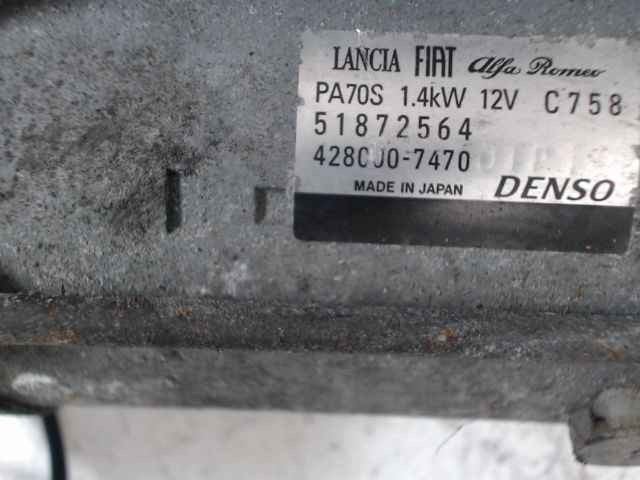 LANCIA FIAT Alfa Romeo
PA70S 1.4kW 12V C758
51872564
428000-7470
MADE IN JAPAN DENSO